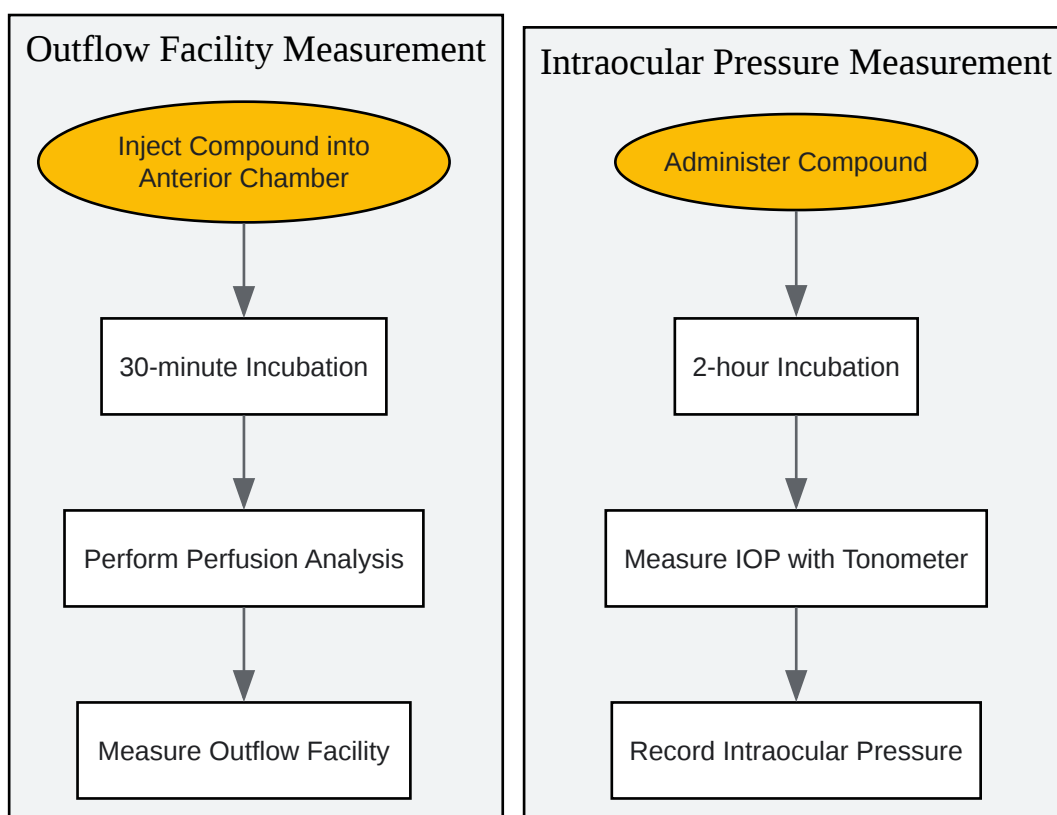 Outflow Facility Measurement
Inject Compound into
Anterior Chamber
30-minute Incubation
Perform Perfusion Analysis
Measure Outflow Facility
Intraocular Pressure Measurement
Administer Compound
2-hour Incubation
Measure IOP with Tonometer
Record Intraocular Pressure